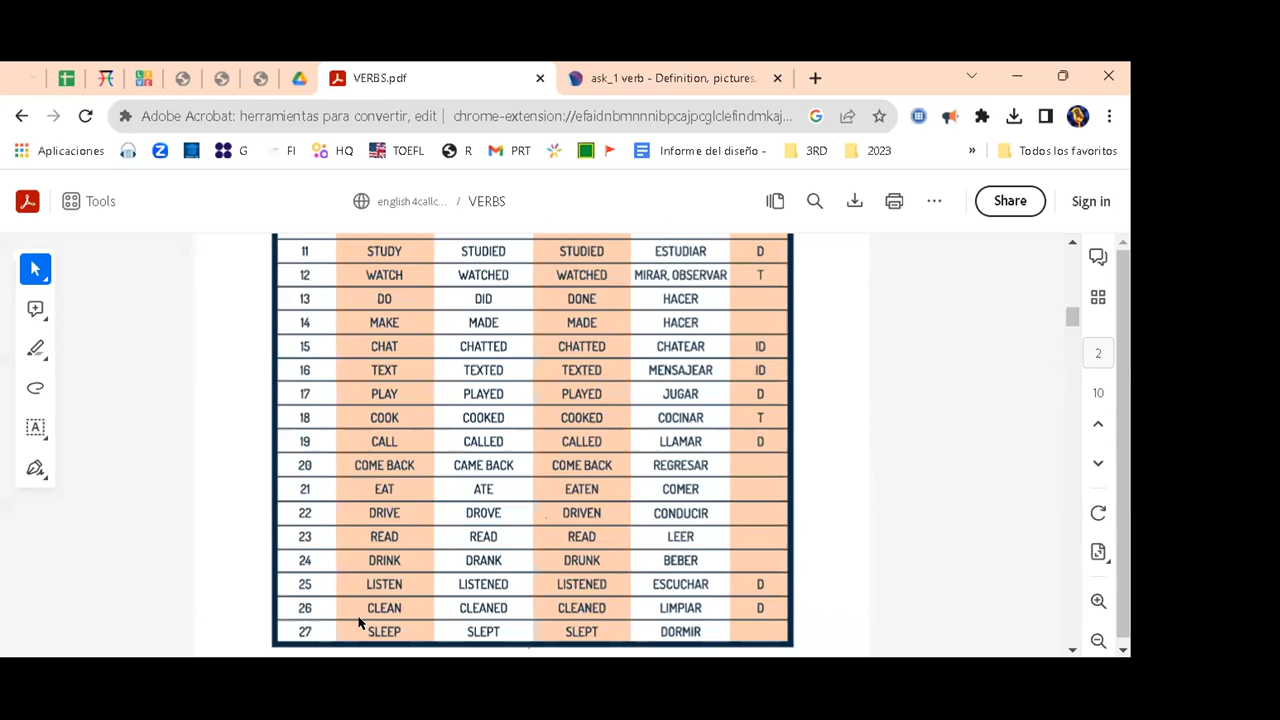 VERBS.pdf
ask_1 verb - Definition, pictures,
Adobe Acrobat: herramientas para convertir, edit | chrome-extension://efaidnbmnnnibpcajpcglclefindmkaj...
Aplicaciones G FI HQ TOEFL R PRT Informe del diseño - 3RD 2023 » Todos los favoritos
Tools english4callc... / VERBS Share Sign in
11 STUDY STUDIED STUDIED ESTUDIAR D
12 WATCH WATCHED WATCHED MIRAR, OBSERVAR T
13 DO DID DONE HACER
14 MAKE MADE MADE HACER
15 CHAT CHATTED CHATTED CHATEAR ID
16 TEXT TEXTED TEXTED MENSAJEAR ID
17 PLAY PLAYED PLAYED JUGAR D
18 COOK COOKED COOKED COCINAR T
19 CALL CALLED CALLED LLAMAR D
20 COME BACK CAME BACK COME BACK REGRESAR
21 EAT ATE EATEN COMER
22 DRIVE DROVE DRIVEN CONDUCIR
23 READ READ READ LEER
24 DRINK DRANK DRUNK BEBER
25 LISTEN LISTENED LISTENED ESCUCHAR D
26 CLEAN CLEANED CLEANED LIMPIAR D
27 SLEEP SLEPT SLEPT DORMIR
2
10